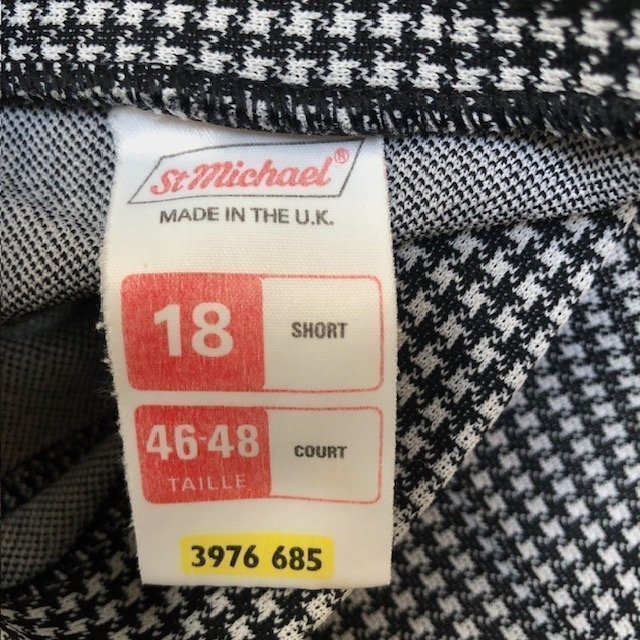 St Michael®
MADE IN THE U.K.
18 SHORT
46-48 COURT
TAILLE
3976 685